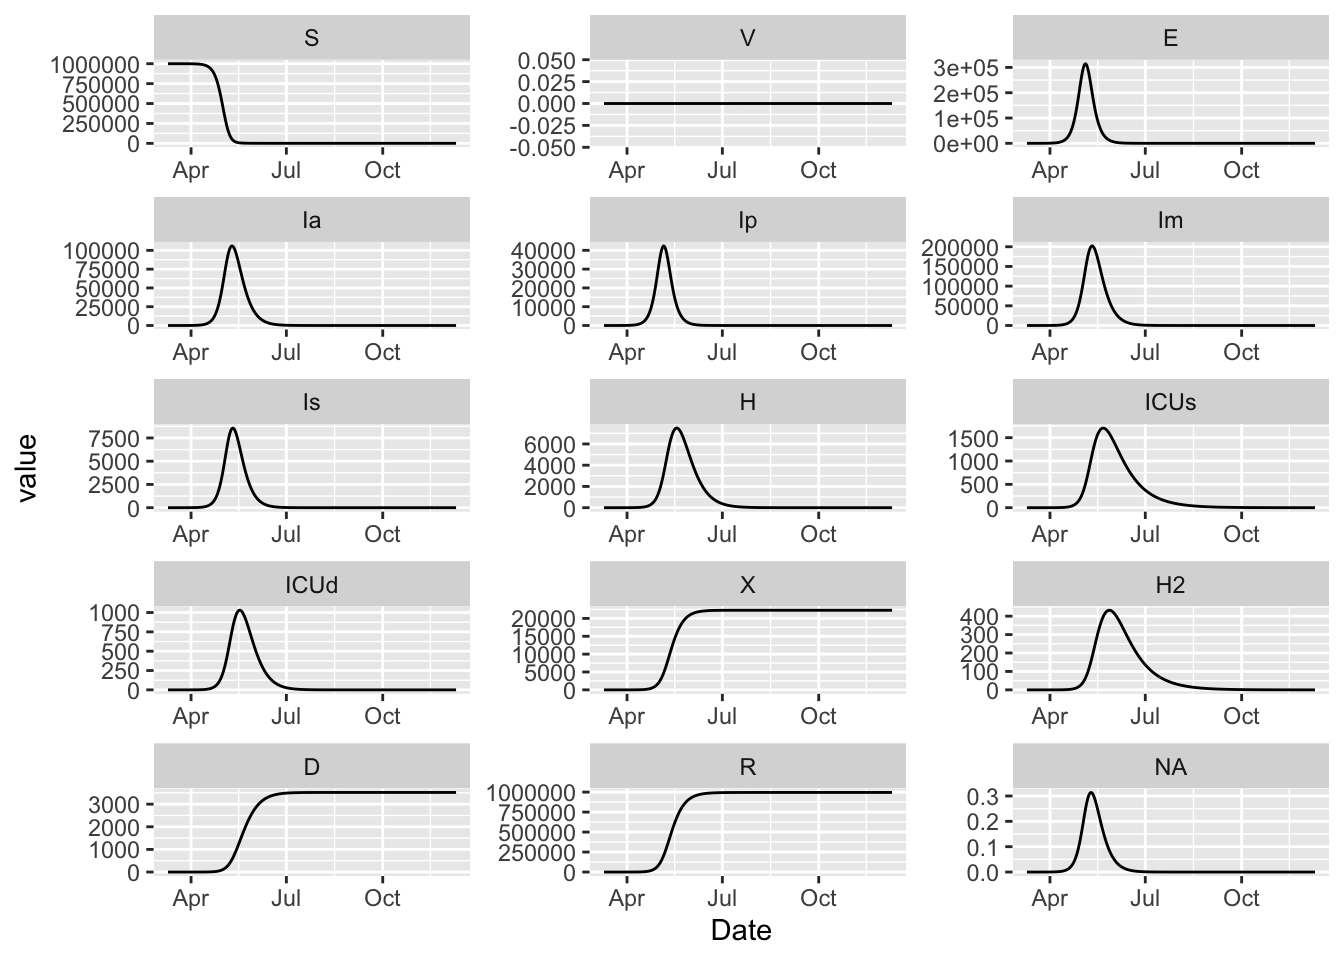 S V E
1000000 750000 500000 250000 0
0.050 0.025 0.000 -0.025 -0.050
3e+05 2e+05 1e+05 0e+00
Apr Jul Oct Apr Jul Oct Apr Jul Oct
Ia Ip Im
100000 75000 50000 25000 0
40000 30000 20000 10000 0
200000 150000 100000 50000 0
Apr Jul Oct Apr Jul Oct Apr Jul Oct
value
Is H ICUs
7500 5000 2500 0
6000 4000 2000 0
1500 1000 500 0
Apr Jul Oct Apr Jul Oct Apr Jul Oct
ICUd X H2
1000 750 500 250 0
20000 15000 10000 5000 0
400 300 200 100 0
Apr Jul Oct Apr Jul Oct Apr Jul Oct
D R NA
3000 2000 1000 0
1000000 750000 500000 250000 0
0.3 0.2 0.1 0.0
Apr Jul Oct Apr Jul Oct Apr Jul Oct
Date